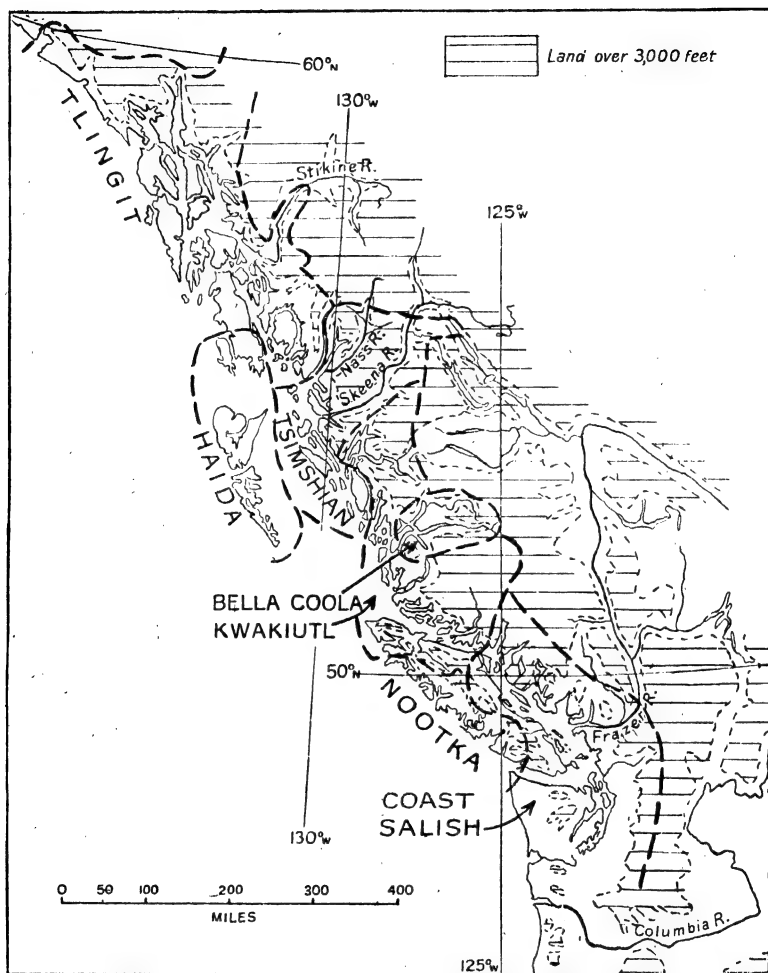 60°N
Land over 3,000 feet
130°W
TLINGIT
Stikine R.
125°W
Nass R.
Skeena R.
HAIDA
TSIMSHIAN
BELLA COOLA
KWAKIUTL
50°N
NOOTKA
Frazer R.
COAST
SALISH
130°W
0 50 100 200 300 400
MILES
Columbia R.
125°W